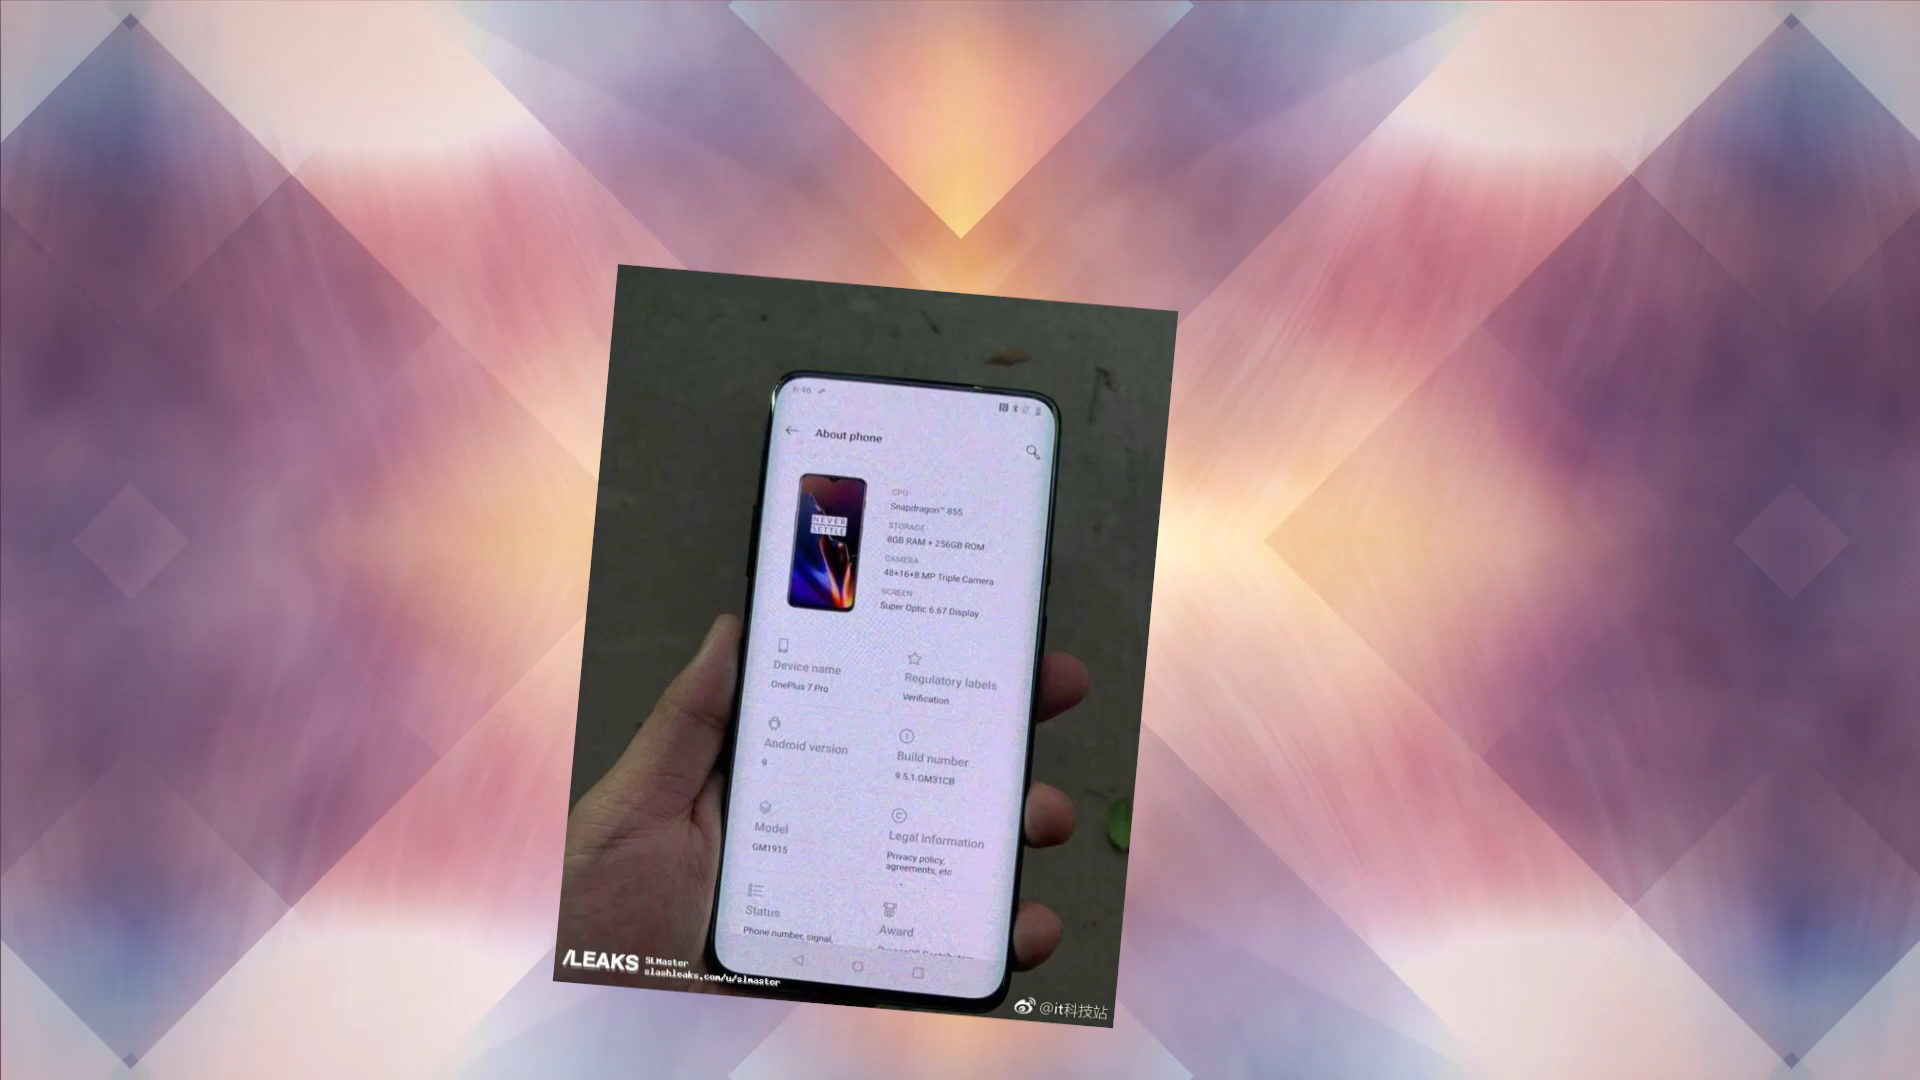 6:46
About phone
NEVER
SETTLE
CPU
Snapdragon™ 855
STORAGE
8GB RAM + 256GB ROM
CAMERA
48+16+8 MP Triple Camera
SCREEN
Super Optic 6.67 Display
Device name
OnePlus 7 Pro
Regulatory labels
Verification
Android version
9
Build number
9.5.1.GM31CB
Model
GM1915
Legal information
Privacy policy,
agreements, etc
Status
Phone number, signal,
Award
/LEAKS
SLMaster
slashleaks.com/u/slmaster
@it科技站